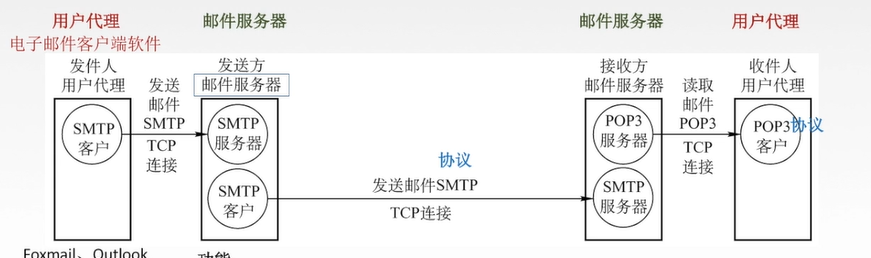 用户代理
邮件服务器
邮件服务器
用户代理
电子邮件客户端软件
发件人
用户代理
发送
邮件
SMTP
TCP
连接
发送方
邮件服务器
接收方
邮件服务器
读取
邮件
POP3
TCP
连接
收件人
用户代理
SMTP
客户
SMTP
服务器
POP3
服务器
POP3
客户
协议
协议
SMTP
客户
发送邮件SMTP
TCP连接
SMTP
服务器
Foxmail、Outlook
功能